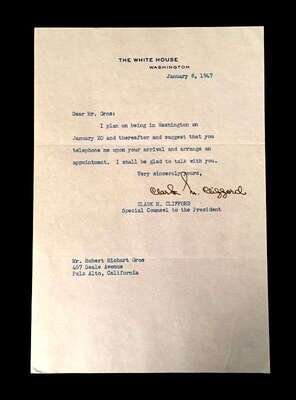 THE WHITE HOUSE
WASHINGTON
January 8, 1947
Dear Mr. Gros:
I plan on being in Washington on
January 20 and thereafter and suggest that you
telephone me upon your arrival and arrange an
appointment. I shall be glad to talk with you.
Very sincerely yours,
Clark M. Clifford
CLARK M. CLIFFORD
Special Counsel to the President
Mr. Robert Richart Gros
467 Seale Avenue
Palo Alto, California